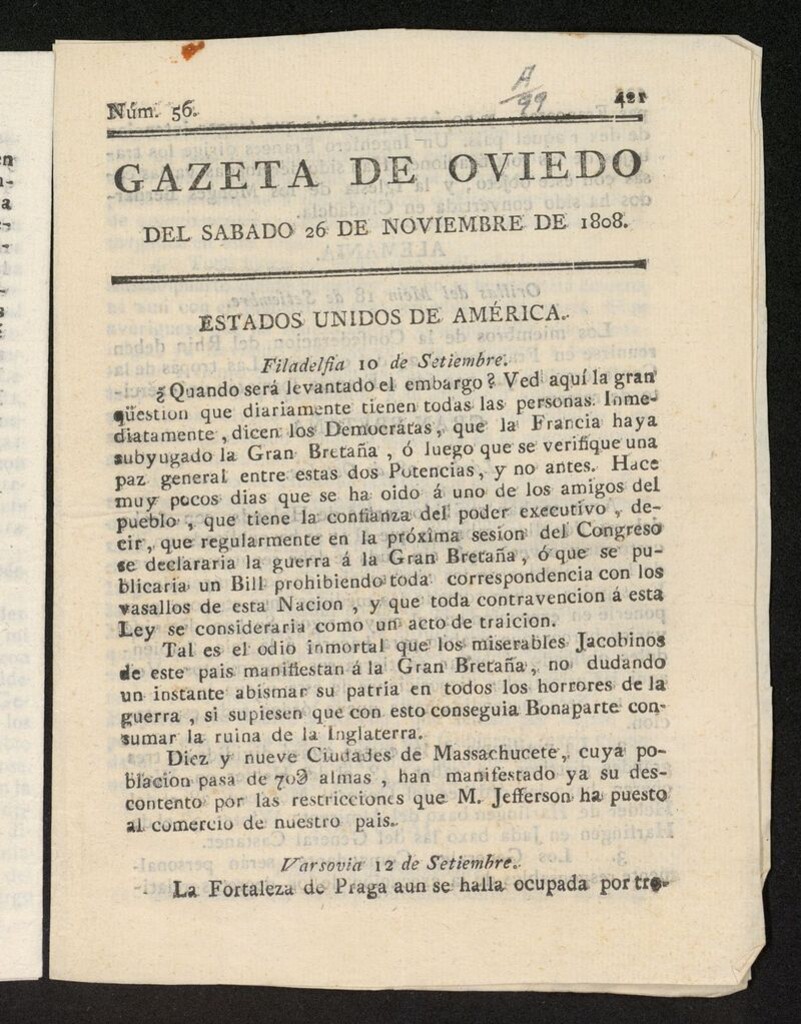 Núm. 56.
A/99
421
GAZETA DE OVIEDO
DEL SABADO 26 DE NOVIEMBRE DE 1808.
ESTADOS UNIDOS DE AMÉRICA.
Filadelfia 10 de Setiembre.
¿Quando será levantado el embargo? Ved aquí la gran
qüestion que diariamente tienen todas las personas. Inme-
diatamente, dicen los Democratas, que la Francia haya
subyugado la Gran Bretaña, ó luego que se verifique una
paz general entre estas dos Potencias, y no antes. Hace
muy pocos dias que se ha oido á uno de los amigos del
pueblo, que tiene la confianza del poder executivo, de-
cir, que regularmente en la próxima sesion del Congreso
se declararia la guerra á la Gran Bretaña, ó que se pu-
blicaria un Bill prohibiendo toda correspondencia con los
vasallos de esta Nacion, y que toda contravencion á esta
Ley se consideraria como un acto de traicion.
Tal es el odio inmortal que los miserables Jacobinos
de este pais manifiestan á la Gran Bretaña, no dudando
un instante abismar su patria en todos los horrores de la
guerra, si supiesen que con esto conseguia Bonaparte con-
sumar la ruina de la Inglaterra.
Diez y nueve Ciudades de Massachucete, cuya po-
blacion pasa de 70 almas, han manifestado ya su des-
contento por las restricciones que M. Jefferson ha puesto
al comercio de nuestro pais.
Varsovia 12 de Setiembre.
La Fortaleza de Praga aun se halla ocupada por tro-